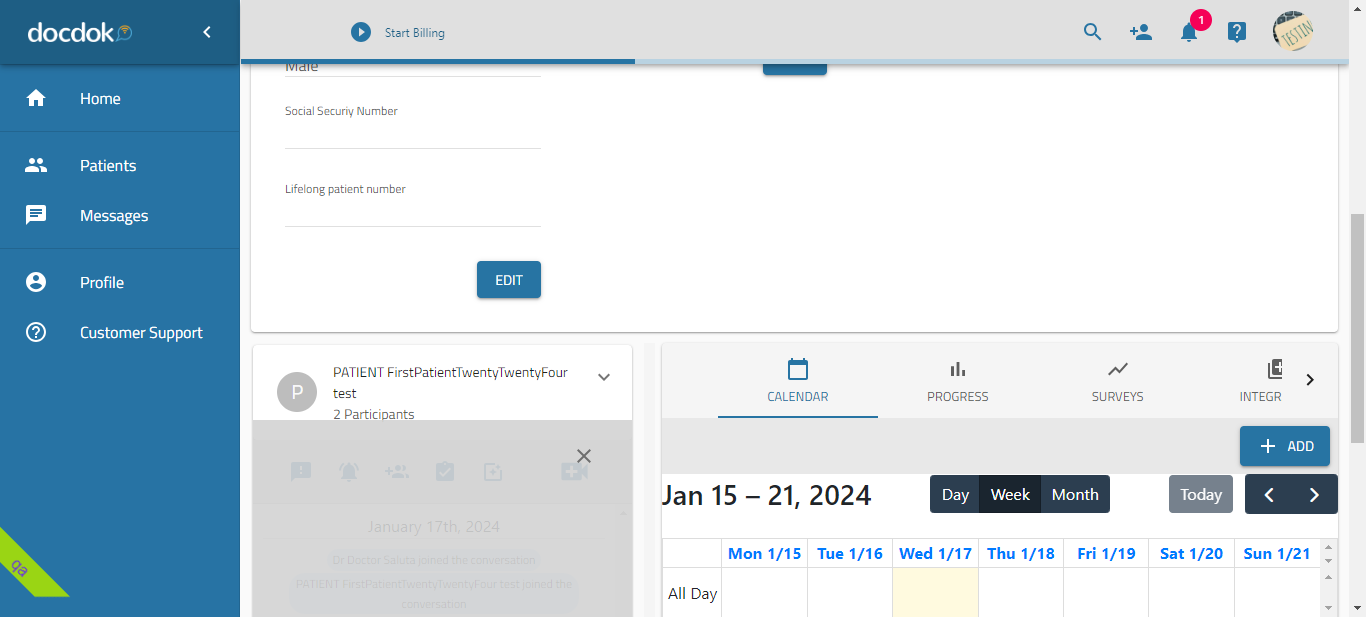 docdok
Start Billing
1
TESTIN
Home
Patients
Messages
Profile
Customer Support
qa
Male
Social Securiy Number
Lifelong patient number
EDIT
P
PATIENT FirstPatientTwentyTwentyFour
test
2 Participants
January 17th, 2024
Dr Doctor Saluta joined the conversation
PATIENT FirstPatientTwentyTwentyFour test joined the
conversation
CALENDAR
PROGRESS
SURVEYS
INTEGR
ADD
Jan 15 – 21, 2024
Day
Week
Month
Today
Mon 1/15
Tue 1/16
Wed 1/17
Thu 1/18
Fri 1/19
Sat 1/20
Sun 1/21
All Day